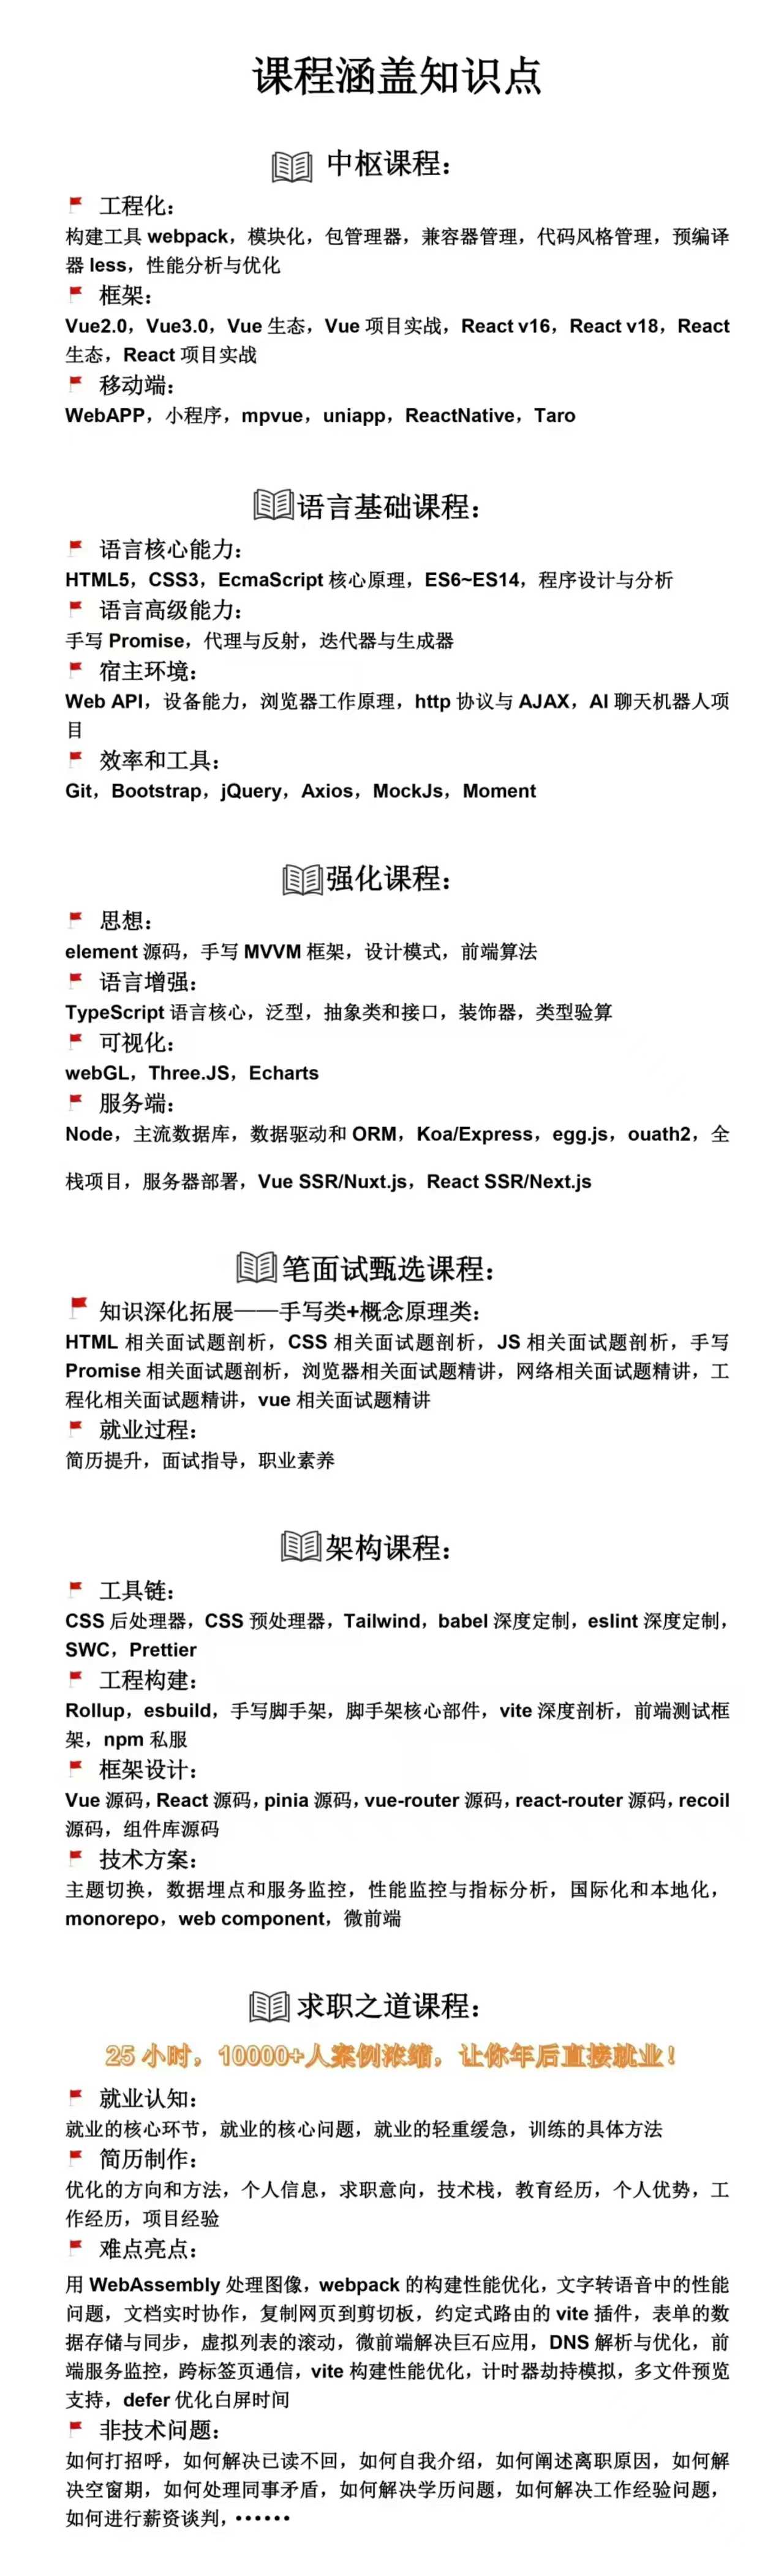 课程涵盖知识点
中枢课程：
工程化：
构建工具 webpack，模块化，包管理器，兼容器管理，代码风格管理，预编译
器 less，性能分析与优化
框架：
Vue2.0，Vue3.0，Vue 生态，Vue 项目实战，React v16，React v18，React
生态，React 项目实战
移动端：
WebAPP，小程序，mpvue，uniapp，ReactNative，Taro
语言基础课程：
语言核心能力：
HTML5，CSS3，EcmaScript 核心原理，ES6~ES14，程序设计与分析
语言高级能力：
手写 Promise，代理与反射，迭代器与生成器
宿主环境：
Web API，设备能力，浏览器工作原理，http 协议与 AJAX，AI 聊天机器人项
目
效率和工具：
Git，Bootstrap，jQuery，Axios，MockJs，Moment
强化课程：
思想：
element 源码，手写 MVVM 框架，设计模式，前端算法
语言增强：
TypeScript 语言核心，泛型，抽象类和接口，装饰器，类型验算
可视化：
webGL，Three.JS，Echarts
服务端：
Node，主流数据库，数据驱动和 ORM，Koa/Express，egg.js，ouath2，全
栈项目，服务器部署，Vue SSR/Nuxt.js，React SSR/Next.js
笔面试甄选课程：
知识深化拓展——手写类+概念原理类：
HTML 相关面试题剖析，CSS 相关面试题剖析，JS 相关面试题剖析，手写
Promise 相关面试题剖析，浏览器相关面试题精讲，网络相关面试题精讲，工
程化相关面试题精讲，vue 相关面试题精讲
就业过程：
简历提升，面试指导，职业素养
架构课程：
工具链：
CSS 后处理器，CSS 预处理器，Tailwind，babel 深度定制，eslint 深度定制，
SWC，Prettier
工程构建：
Rollup，esbuild，手写脚手架，脚手架核心部件，vite 深度剖析，前端测试框
架，npm 私服
框架设计：
Vue 源码，React 源码，pinia 源码，vue-router 源码，react-router 源码，recoil
源码，组件库源码
技术方案：
主题切换，数据埋点和服务监控，性能监控与指标分析，国际化和本地化，
monorepo，web component，微前端
求职之道课程：
25 小时，10000+人案例浓缩，让你年后直接就业！
就业认知：
就业的核心环节，就业的核心问题，就业的轻重缓急，训练的具体方法
简历制作：
优化的方向和方法，个人信息，求职意向，技术栈，教育经历，个人优势，工
作经历，项目经验
难点亮点：
用 WebAssembly 处理图像，webpack 的构建性能优化，文字转语音中的性能
问题，文档实时协作，复制网页到剪切板，约定式路由的 vite 插件，表单的数
据存储与同步，虚拟列表的滚动，微前端解决巨石应用，DNS 解析与优化，前
端服务监控，跨标签页通信，vite 构建性能优化，计时器劫持模拟，多文件预览
支持，defer 优化白屏时间
非技术问题：
如何打招呼，如何解决已读不回，如何自我介绍，如何阐述离职原因，如何解
决空窗期，如何处理同事矛盾，如何解决学历问题，如何解决工作经验问题，
如何进行薪资谈判，••••••